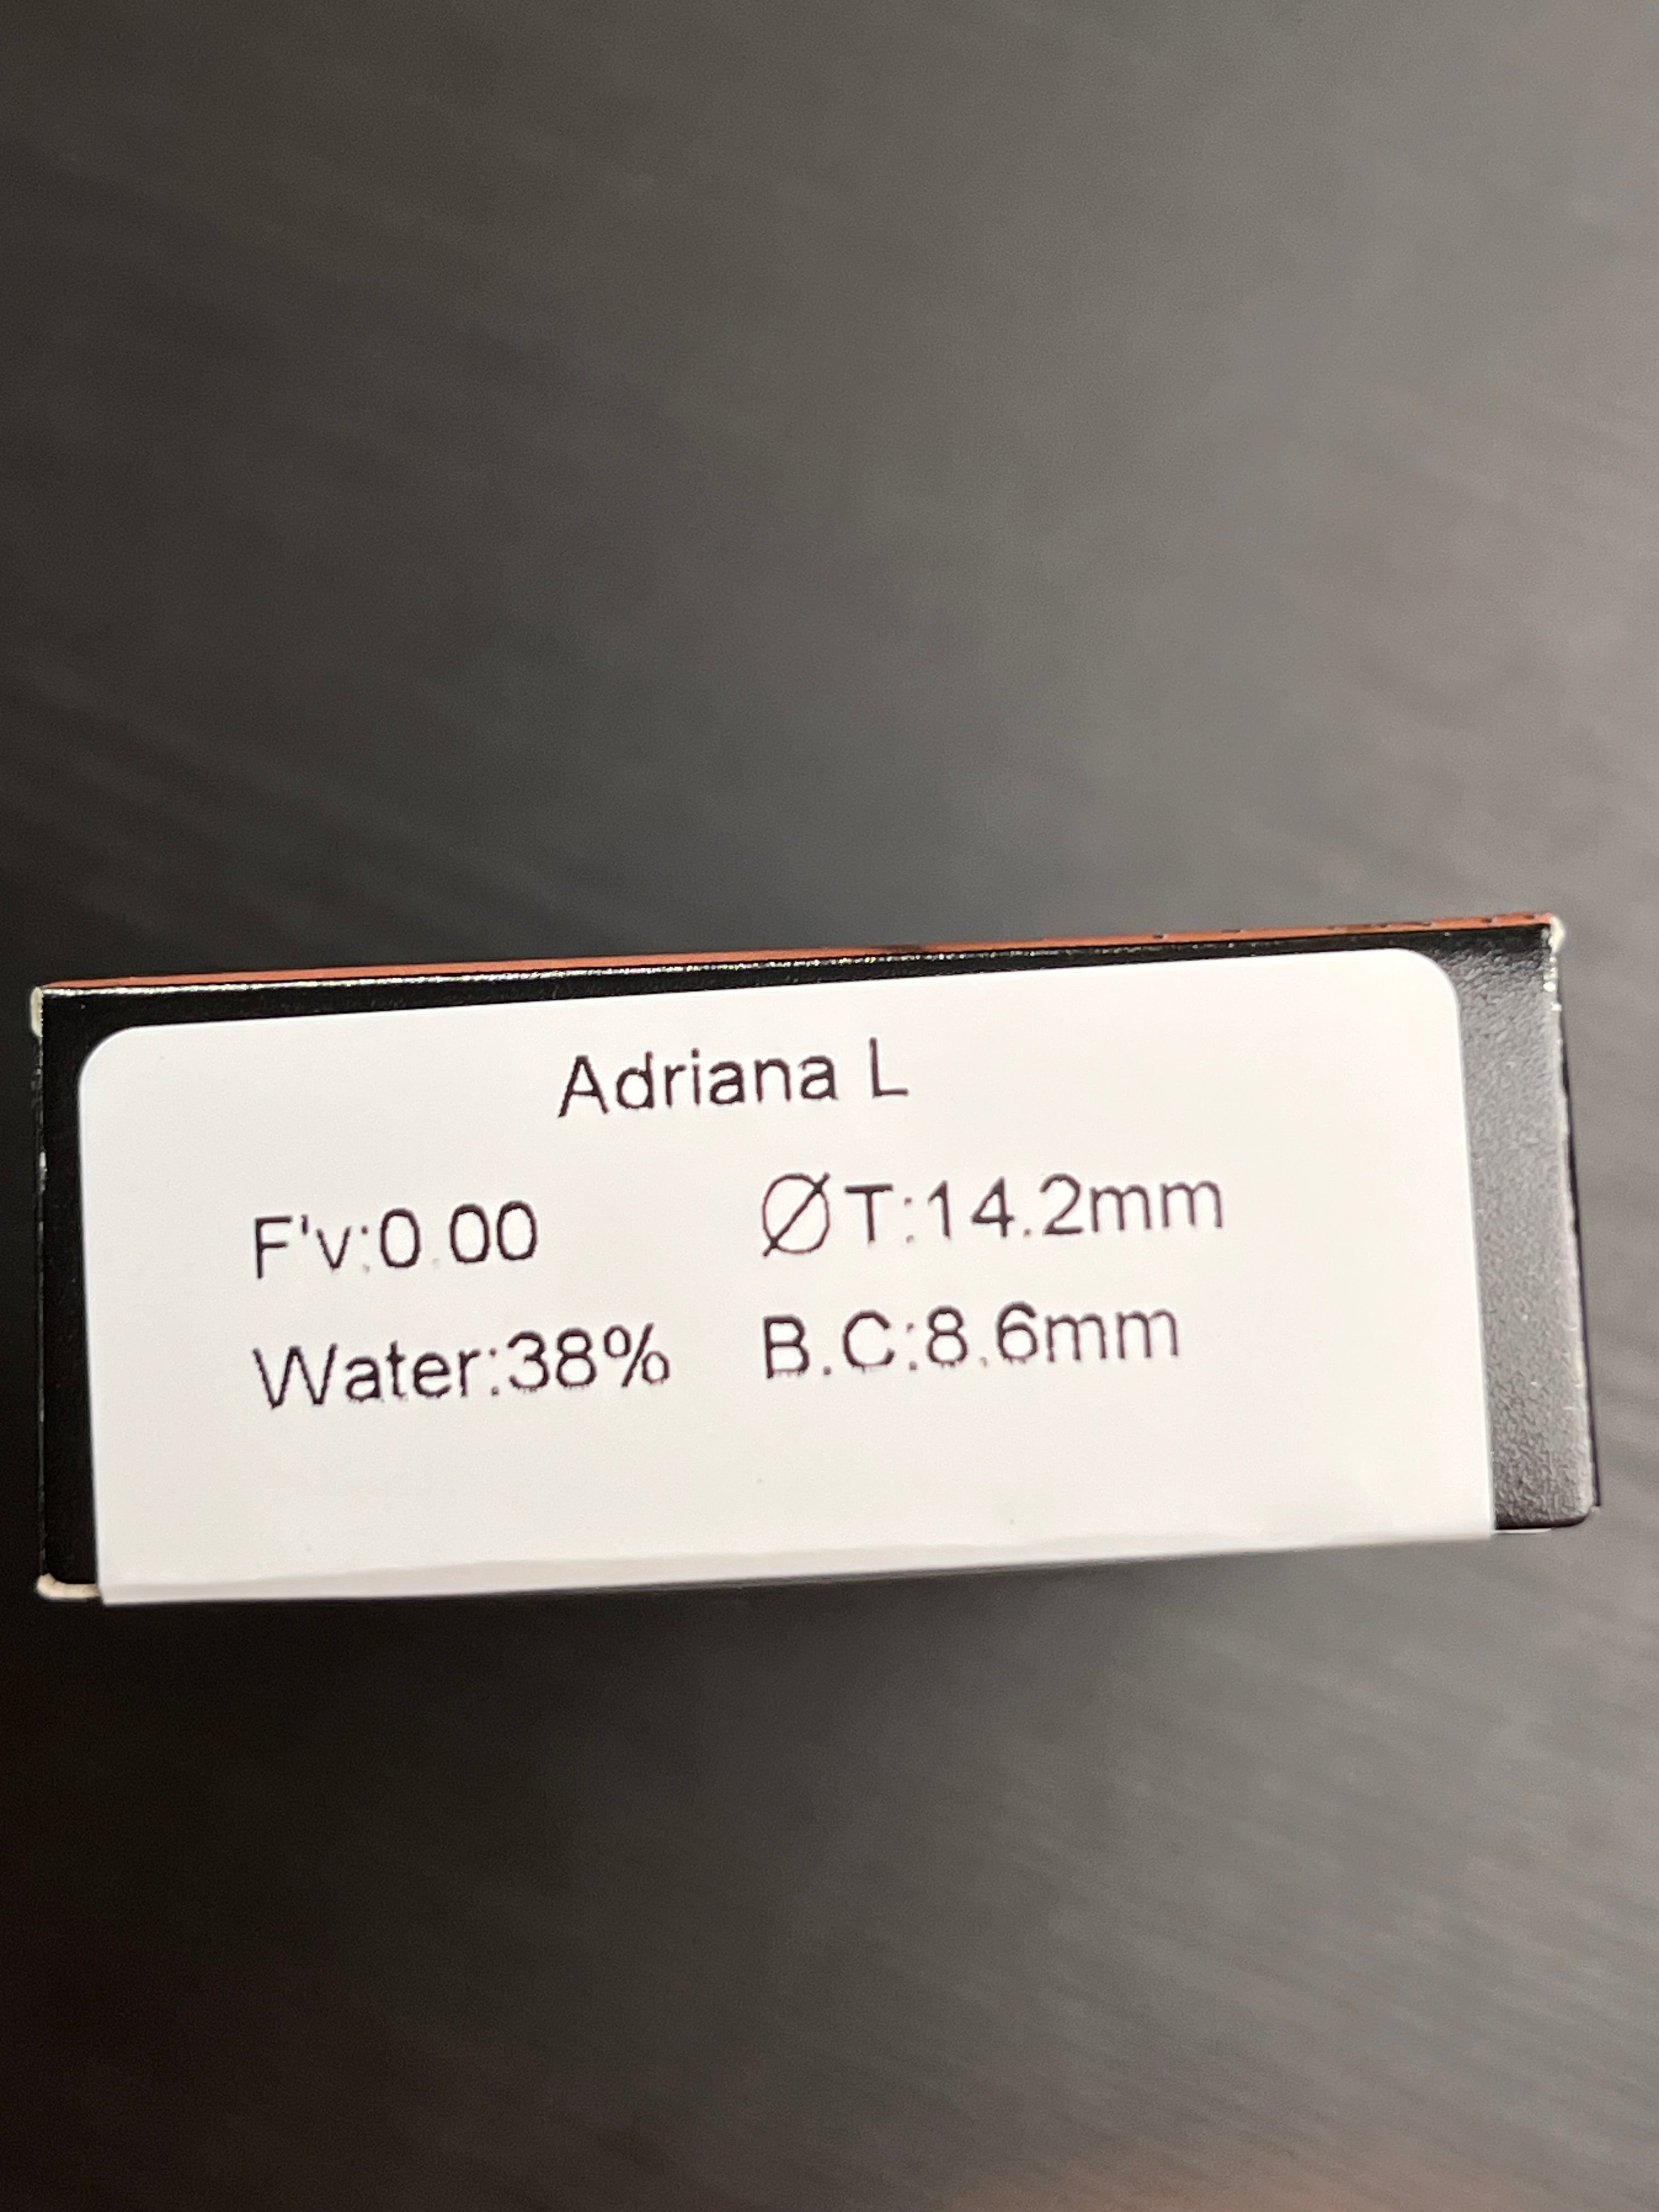 Adriana L
F'v:0.00 ØT:14.2mm
Water:38% B.C:8.6mm